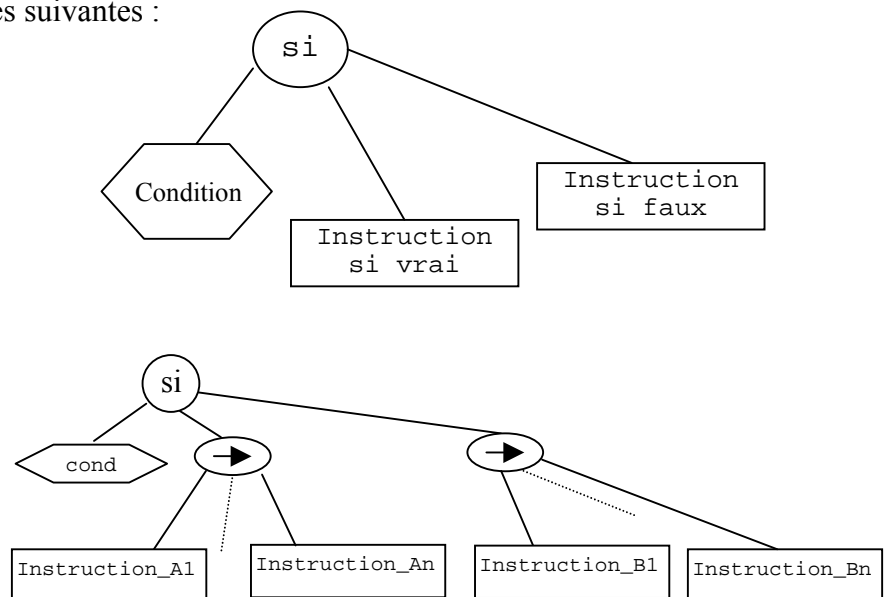 es suivantes :
si
Condition
Instruction
si vrai
Instruction
si faux
si
cond
Instruction_A1
Instruction_An
Instruction_B1
Instruction_Bn